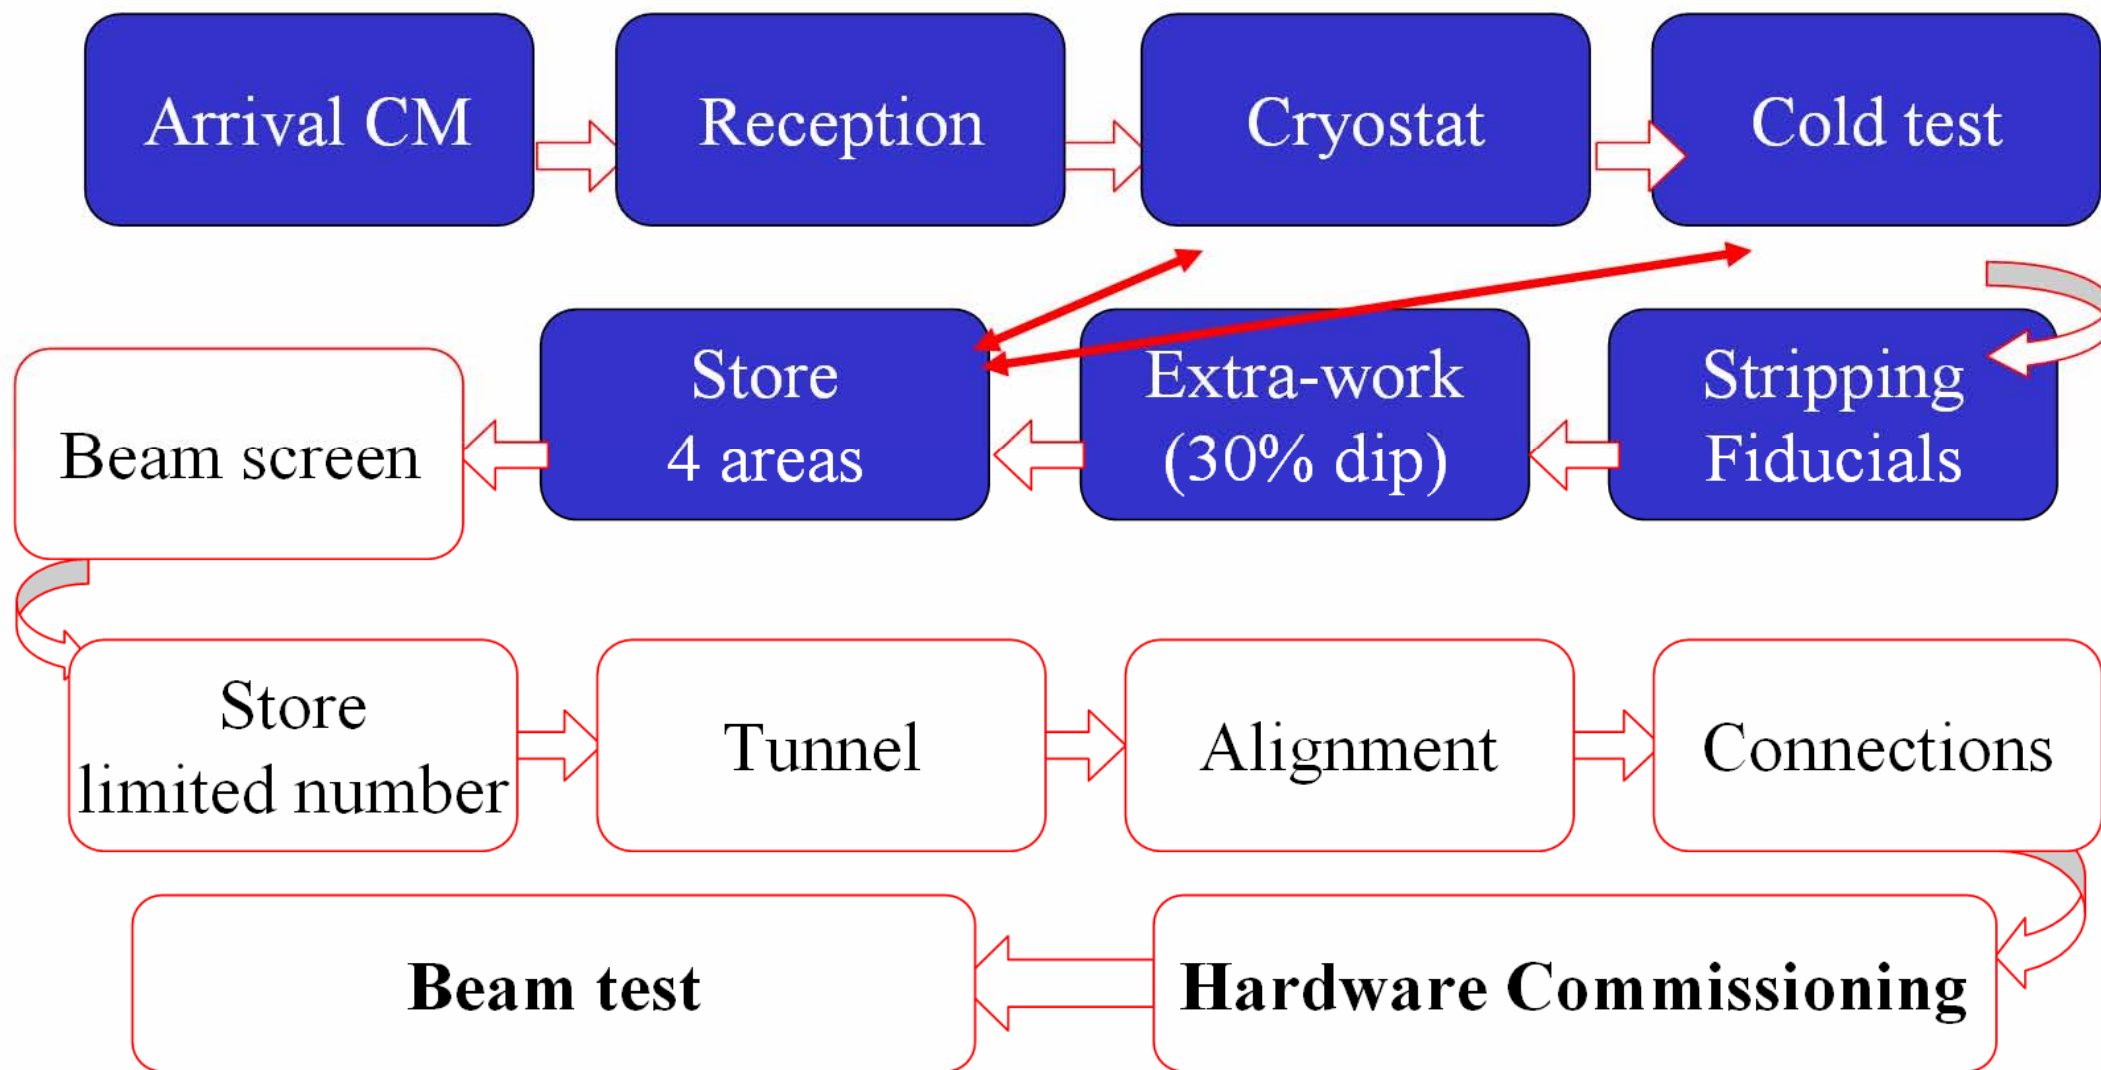 Arrival CM
Reception
Cryostat
Cold test
Beam screen
Store
4 areas
Extra-work
(30% dip)
Stripping
Fiducials
Store
limited number
Tunnel
Alignment
Connections
Beam test
Hardware Commissioning